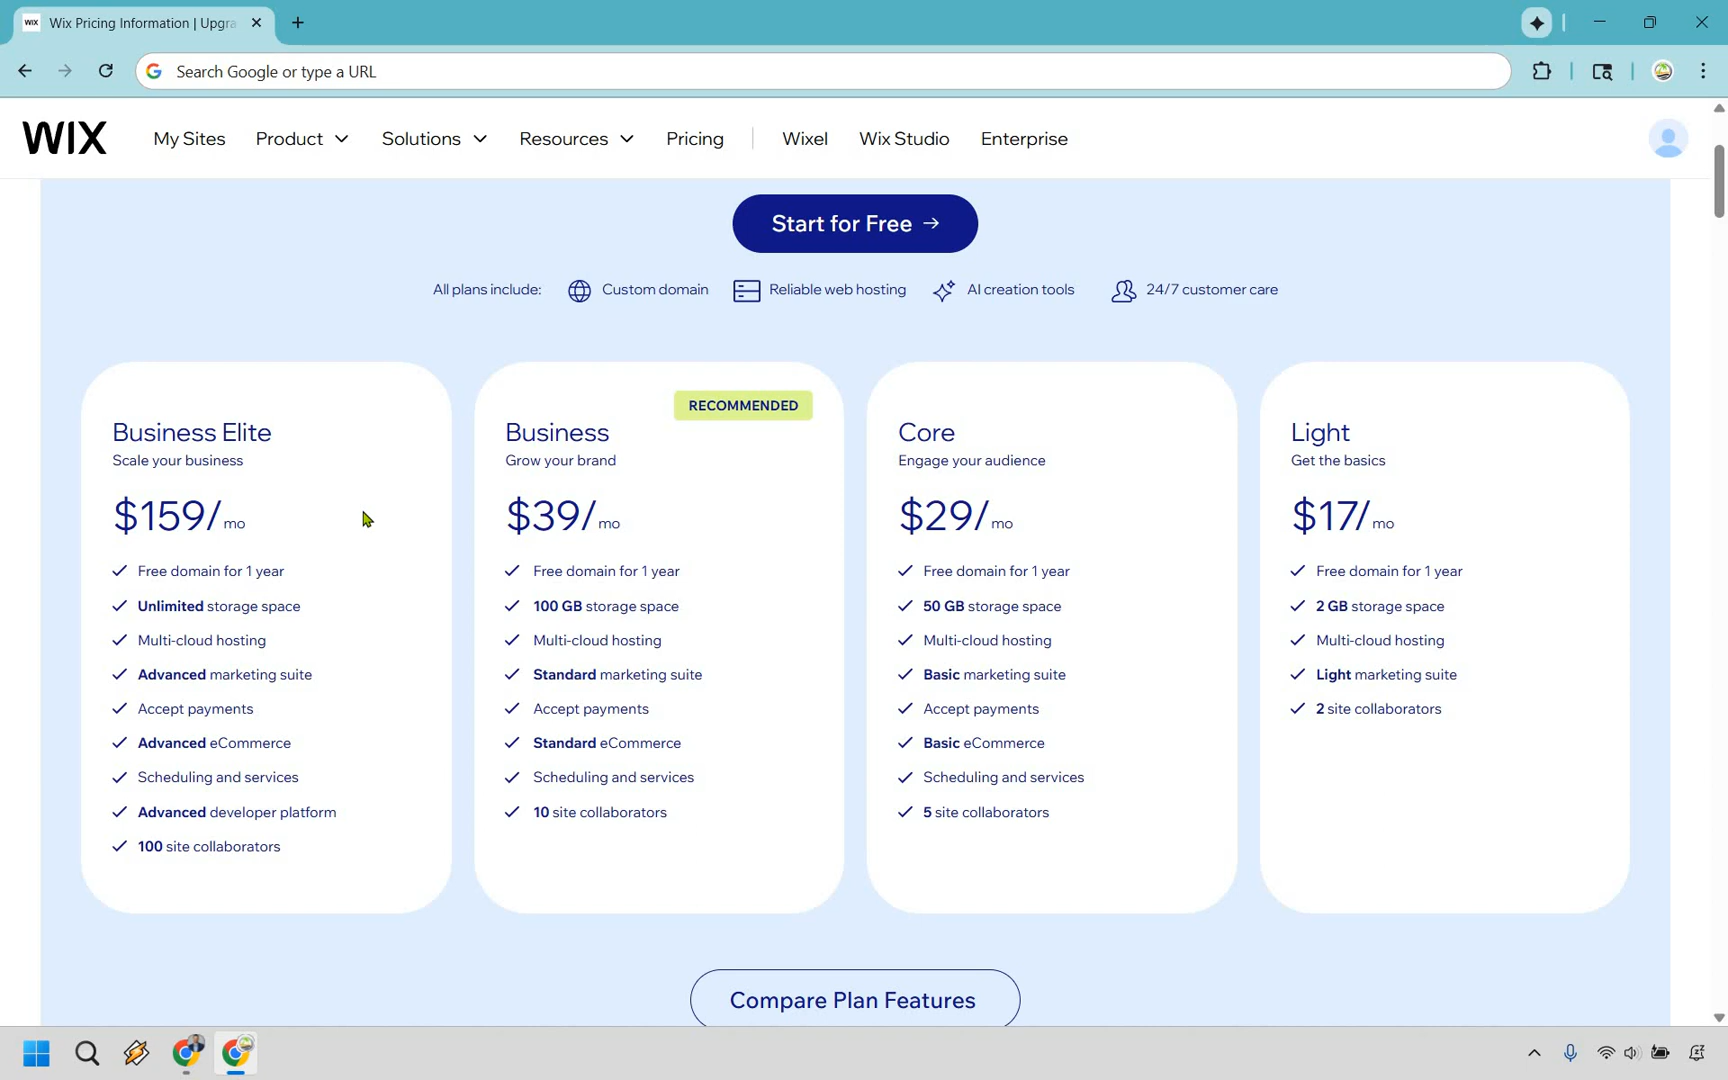 WIX Wix Pricing Information | Upgra
Search Google or type a URL
WIX My Sites Product Solutions Resources Pricing Wixel Wix Studio Enterprise
Start for Free →
All plans include: Custom domain Reliable web hosting AI creation tools 24/7 customer care
Business Elite
Scale your business
$159/mo
Free domain for 1 year
Unlimited storage space
Multi-cloud hosting
Advanced marketing suite
Accept payments
Advanced eCommerce
Scheduling and services
Advanced developer platform
100 site collaborators
RECOMMENDED
Business
Grow your brand
$39/mo
Free domain for 1 year
100 GB storage space
Multi-cloud hosting
Standard marketing suite
Accept payments
Standard eCommerce
Scheduling and services
10 site collaborators
Core
Engage your audience
$29/mo
Free domain for 1 year
50 GB storage space
Multi-cloud hosting
Basic marketing suite
Accept payments
Basic eCommerce
Scheduling and services
5 site collaborators
Light
Get the basics
$17/mo
Free domain for 1 year
2 GB storage space
Multi-cloud hosting
Light marketing suite
2 site collaborators
Compare Plan Features